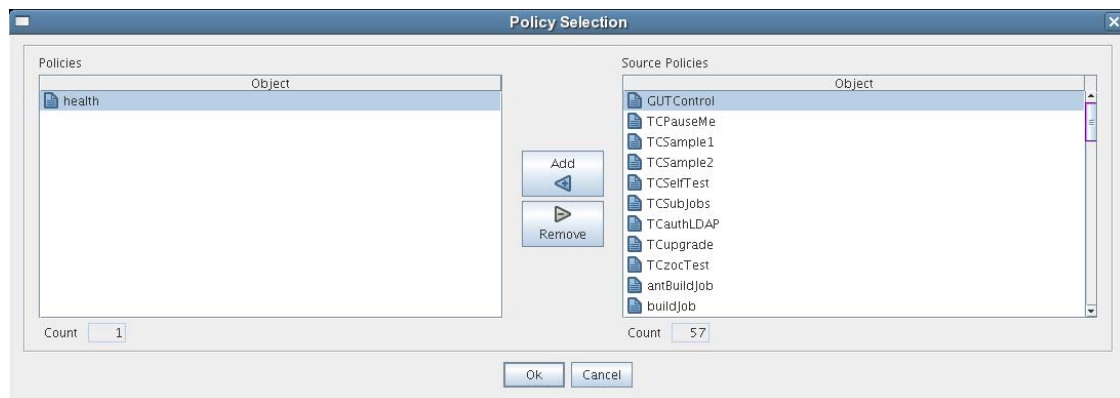 Policy Selection
Policies
Source Policies
Object
Object
health
GUTControl
TCPauseMe
TCSample1
TCSample2
TCSelfTest
TCSubJobs
TCauthLDAP
TCupgrade
TCzocTest
antBuildJob
buildJob
Add
Remove
Count 1
Count 57
Ok
Cancel